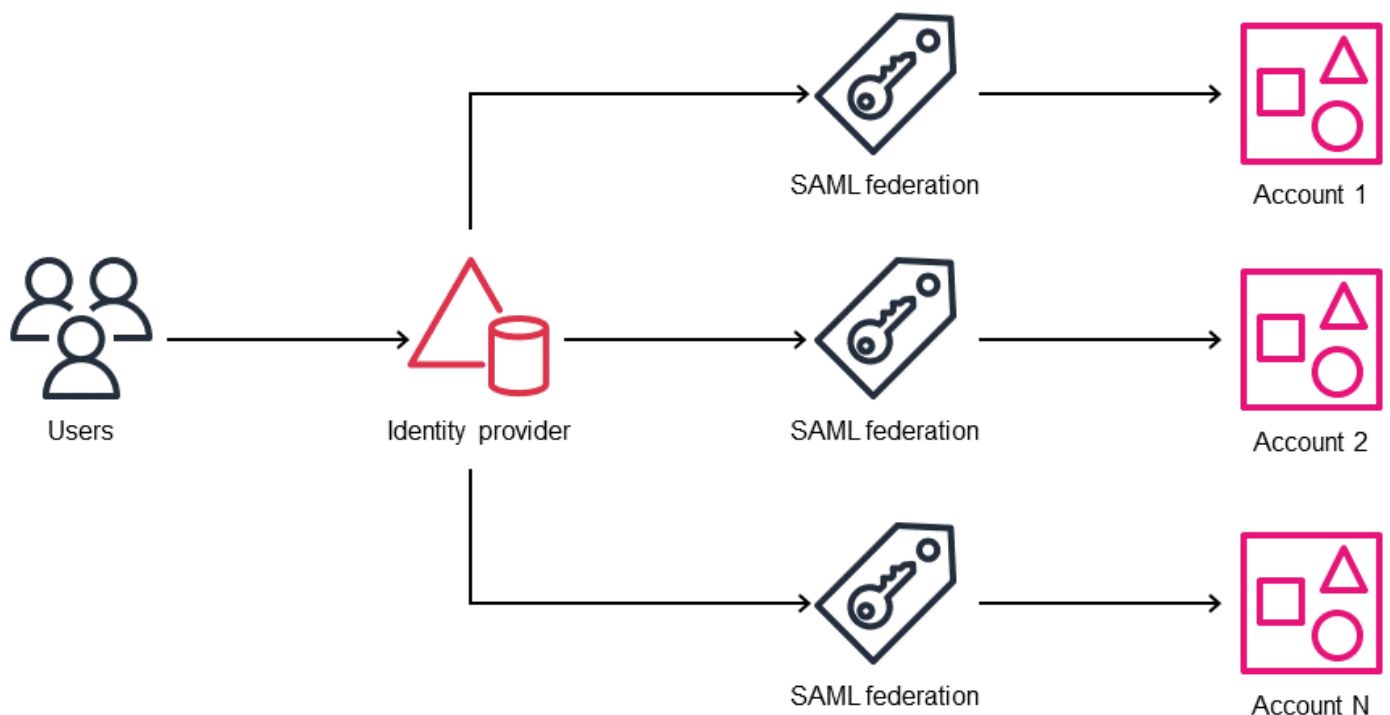 SAML federation
Account 1
Users
Identity provider
SAML federation
Account 2
SAML federation
Account N